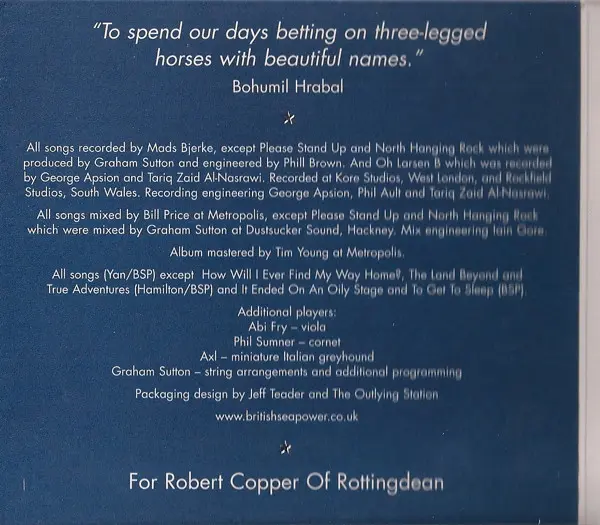 “To spend our days betting on three-legged
horses with beautiful names.”
Bohumil Hrabal
All songs recorded by Mads Bjerke, except Please Stand Up and North Hanging Rock which were
produced by Graham Sutton and engineered by Phill Brown. And Oh Larsen B which was recorded
by George Apsion and Tariq Zaid Al-Nasrawi. Recorded at Kore Studios, West London, and Rockfield
Studios, South Wales. Recording engineering George Apsion, Phil Ault and Tariq Zaid Al-Nasrawi.
All songs mixed by Bill Price at Metropolis, except Please Stand Up and North Hanging Rock
which were mixed by Graham Sutton at Dustsucker Sound, Hackney. Mix engineering Iain Gore.
Album mastered by Tim Young at Metropolis.
All songs (Yan/BSP) except How Will I Ever Find My Way Home?, The Land Beyond and
True Adventures (Hamilton/BSP) and It Ended On An Oily Stage and To Get To Sleep (BSP).
Additional players:
Abi Fry – viola
Phil Sumner – cornet
Axl – miniature Italian greyhound
Graham Sutton – string arrangements and additional programming
Packaging design by Jeff Teader and The Outlying Station
www.britishseapower.co.uk
For Robert Copper Of Rottingdean